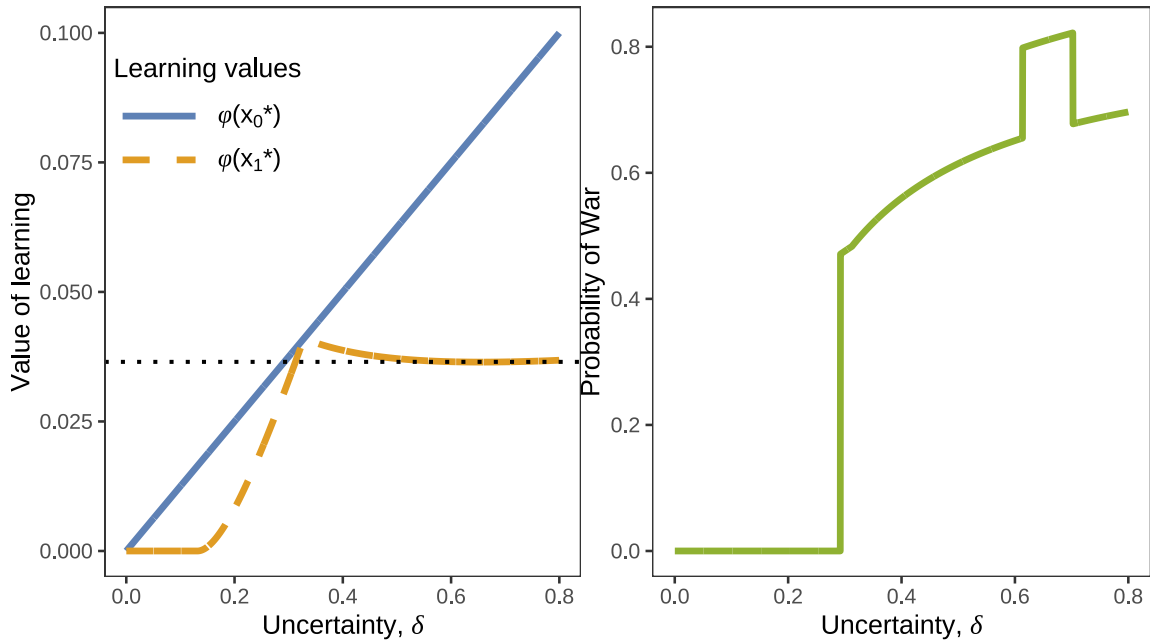 Value of learning
0.100
0.075
0.050
0.025
0.000
Learning values
φ(x₀*)
φ(x₁*)
0.0 0.2 0.4 0.6 0.8
Uncertainty, δ
Probability of War
0.8
0.6
0.4
0.2
0.0
0.0 0.2 0.4 0.6 0.8
Uncertainty, δ